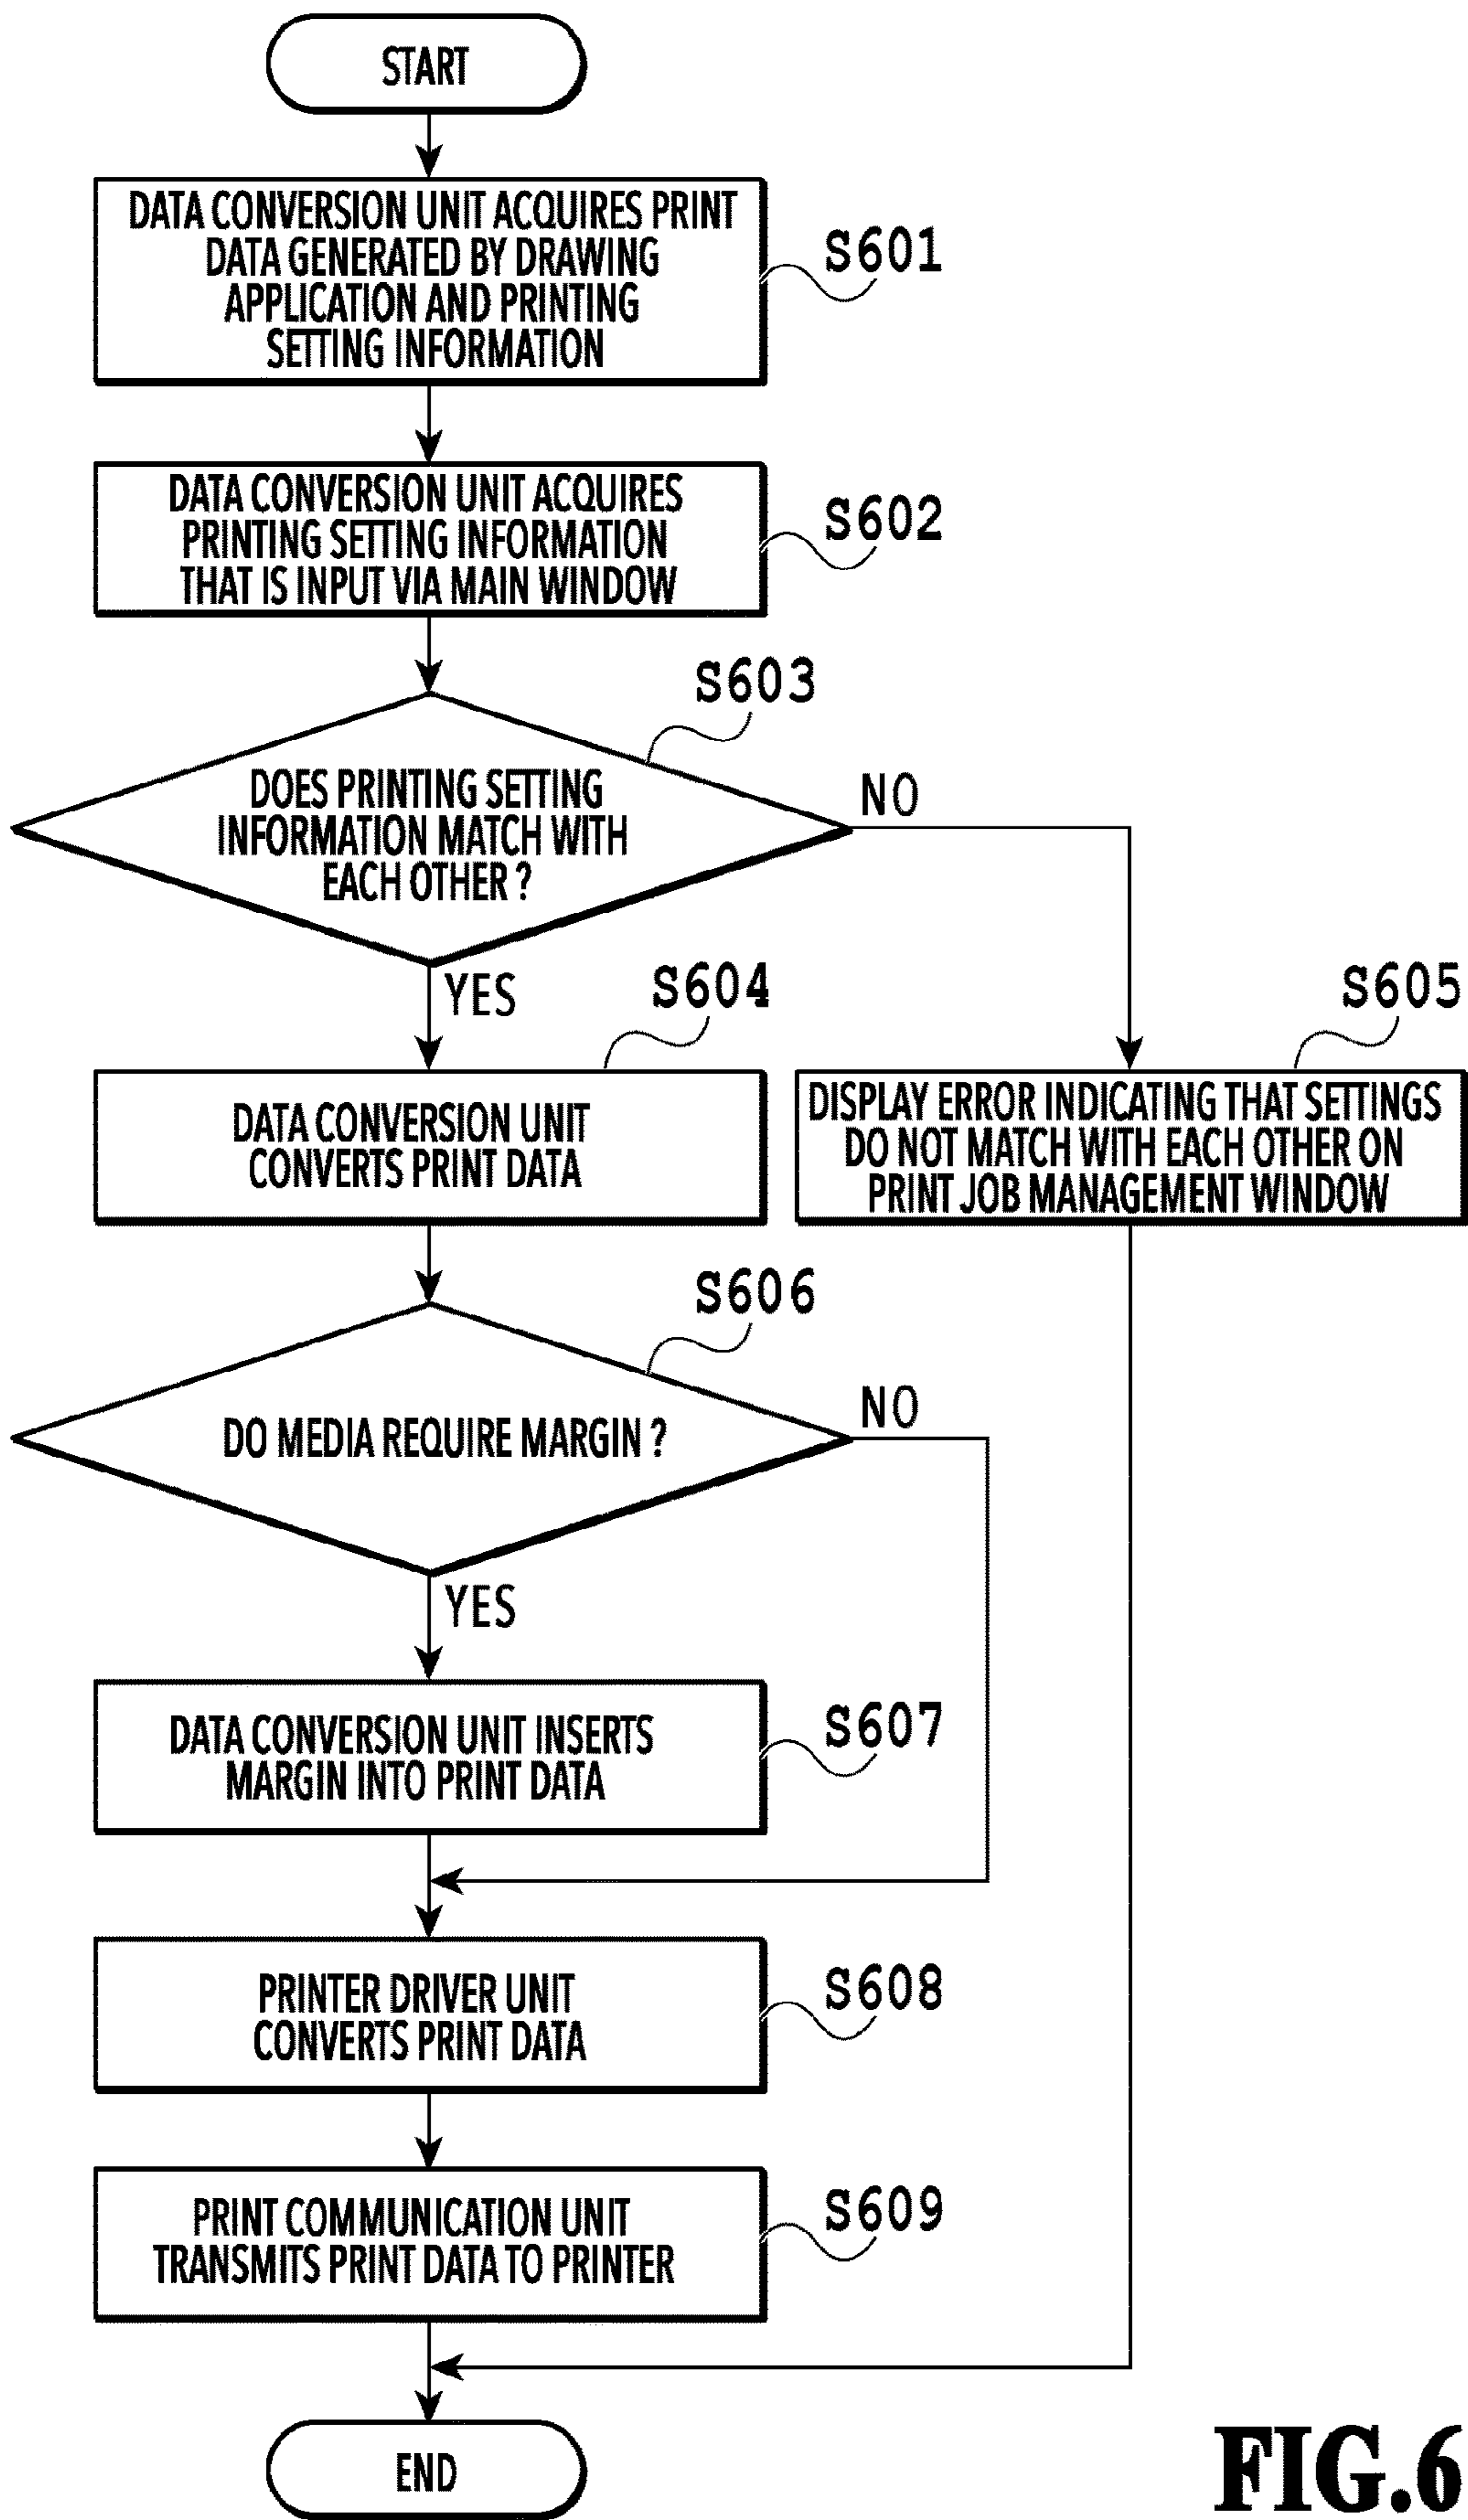 START
DATA CONVERSION UNIT ACQUIRES PRINT
DATA GENERATED BY DRAWING
APPLICATION AND PRINTING
SETTING INFORMATION
S601
DATA CONVERSION UNIT ACQUIRES
PRINTING SETTING INFORMATION
THAT IS INPUT VIA MAIN WINDOW
S602
S603
DOES PRINTING SETTING
INFORMATION MATCH WITH
EACH OTHER ?
NO
YES
S604
DATA CONVERSION UNIT
CONVERTS PRINT DATA
S605
DISPLAY ERROR INDICATING THAT SETTINGS
DO NOT MATCH WITH EACH OTHER ON
PRINT JOB MANAGEMENT WINDOW
S606
DO MEDIA REQUIRE MARGIN ?
NO
YES
DATA CONVERSION UNIT INSERTS
MARGIN INTO PRINT DATA
S607
PRINTER DRIVER UNIT
CONVERTS PRINT DATA
S608
PRINT COMMUNICATION UNIT
TRANSMITS PRINT DATA TO PRINTER
S609
END
FIG.6